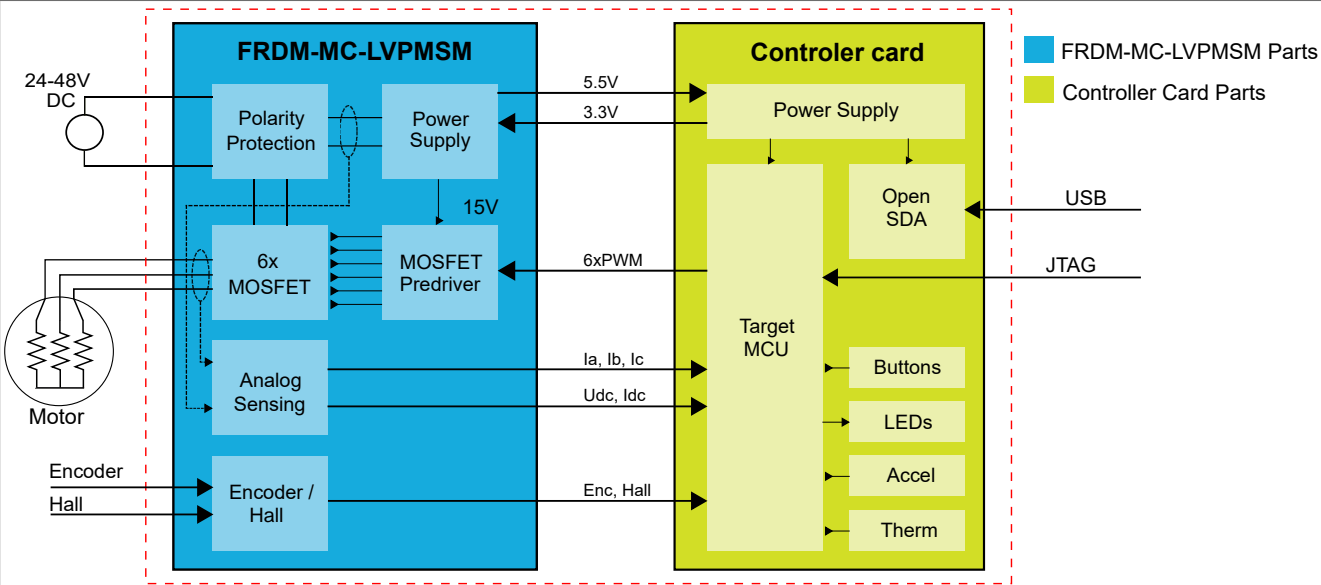 FRDM-MC-LVPMSM
Controler card
FRDM-MC-LVPMSM Parts
Controller Card Parts
24-48V
DC
Polarity
Protection
Power
Supply
5.5V
3.3V
Power Supply
15V
Open
SDA
USB
6x
MOSFET
MOSFET
Predriver
6xPWM
JTAG
Target
MCU
Motor
Analog
Sensing
Ia, Ib, Ic
Udc, Idc
Buttons
LEDs
Encoder
Hall
Encoder /
Hall
Enc, Hall
Accel
Therm